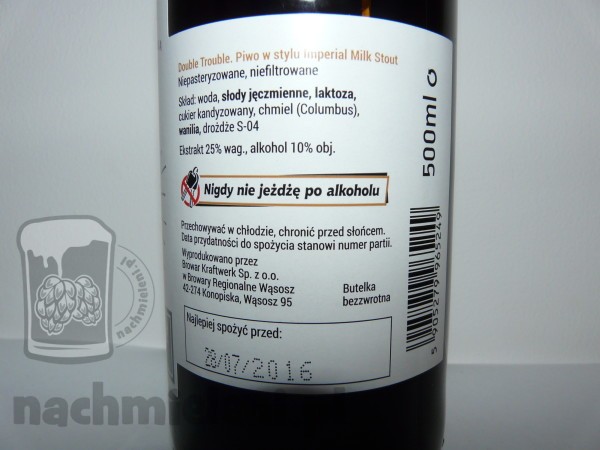 Double Trouble. Piwo w stylu Imperial Milk Stout
Niepasteryzowane, niefiltrowane
Skład: woda, słody jęczmienne, laktoza,
cukier kandyzowany, chmiel (Columbus),
wanilia, drożdże S-04
Ekstrakt 25% wag., alkohol 10% obj.
Nigdy nie jeżdżę po alkoholu
Przechowywać w chłodzie, chronić przed słońcem.
Data przydatności do spożycia stanowi numer partii.
Wyprodukowano przez
Browar Kraftwerk Sp. z o.o.
w Browary Regionalne Wąsosz
42-274 Konopiska, Wąsosz 95
Butelka
bezzwrotna
Najlepiej spożyć przed:
28/07/2016
500ml
5 905279 965249
nachmieleni.pl
nachmiel